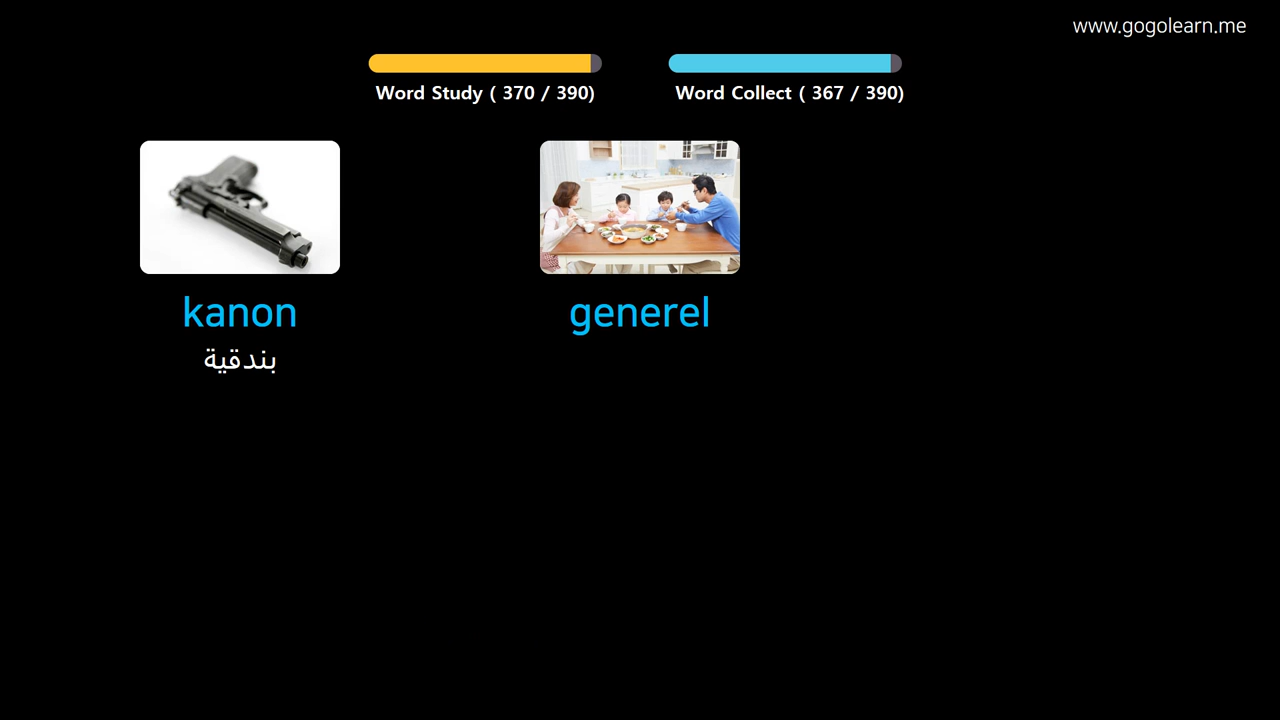 www.gogolearn.me
Word Study ( 370 / 390)
Word Collect ( 367 / 390)
kanon
بندقية
generel